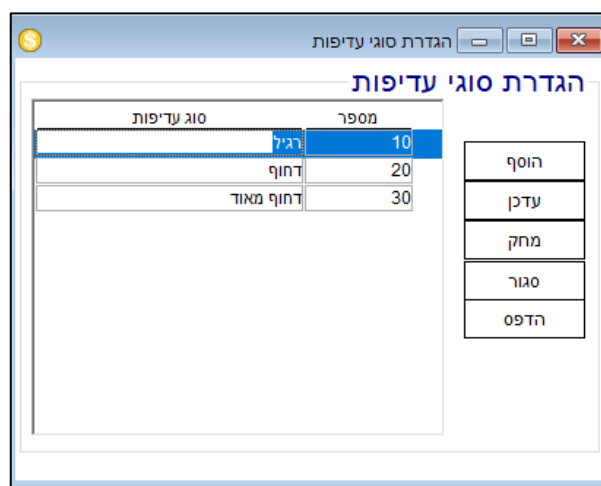 הגדרת סוגי עדיפות
הגדרת סוגי עדיפות
מספר סוג עדיפות
10 רגיל
20 דחוף
30 דחוף מאוד
הוסף
עדכן
מחק
סגור
הדפס